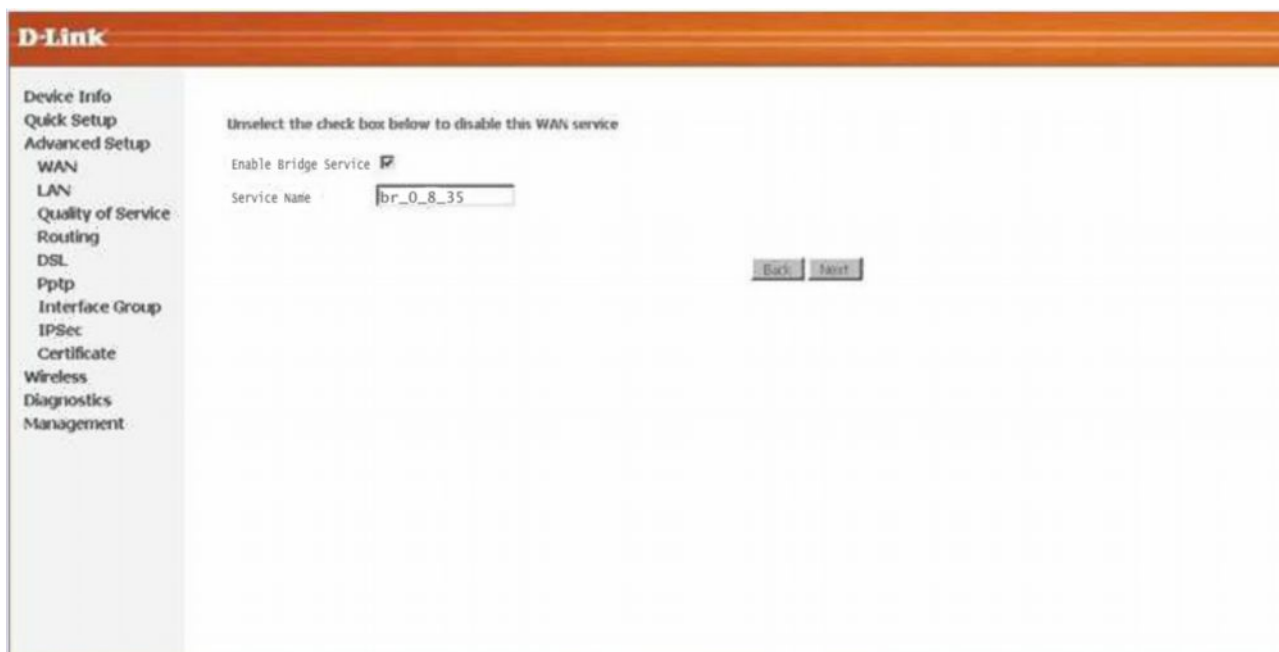 D-Link
Device Info
Quick Setup
Advanced Setup
WAN
LAN
Quality of Service
Routing
DSL
Pptp
Interface Group
IPSec
Certificate
Wireless
Diagnostics
Management
Unselect the check box below to disable this WAN service
Enable Bridge Service
Service Name br_0_8_35
Back Next